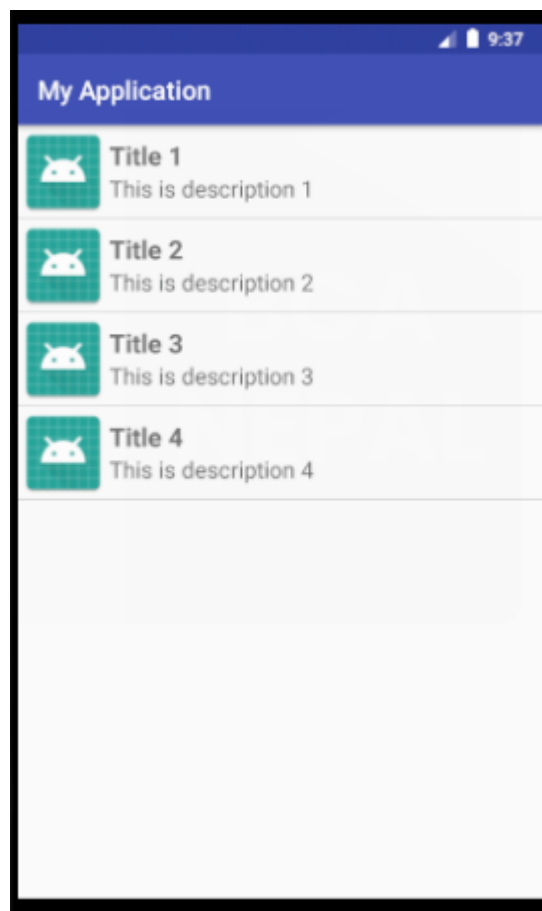 9:37
My Application
Title 1
This is description 1
Title 2
This is description 2
Title 3
This is description 3
Title 4
This is description 4